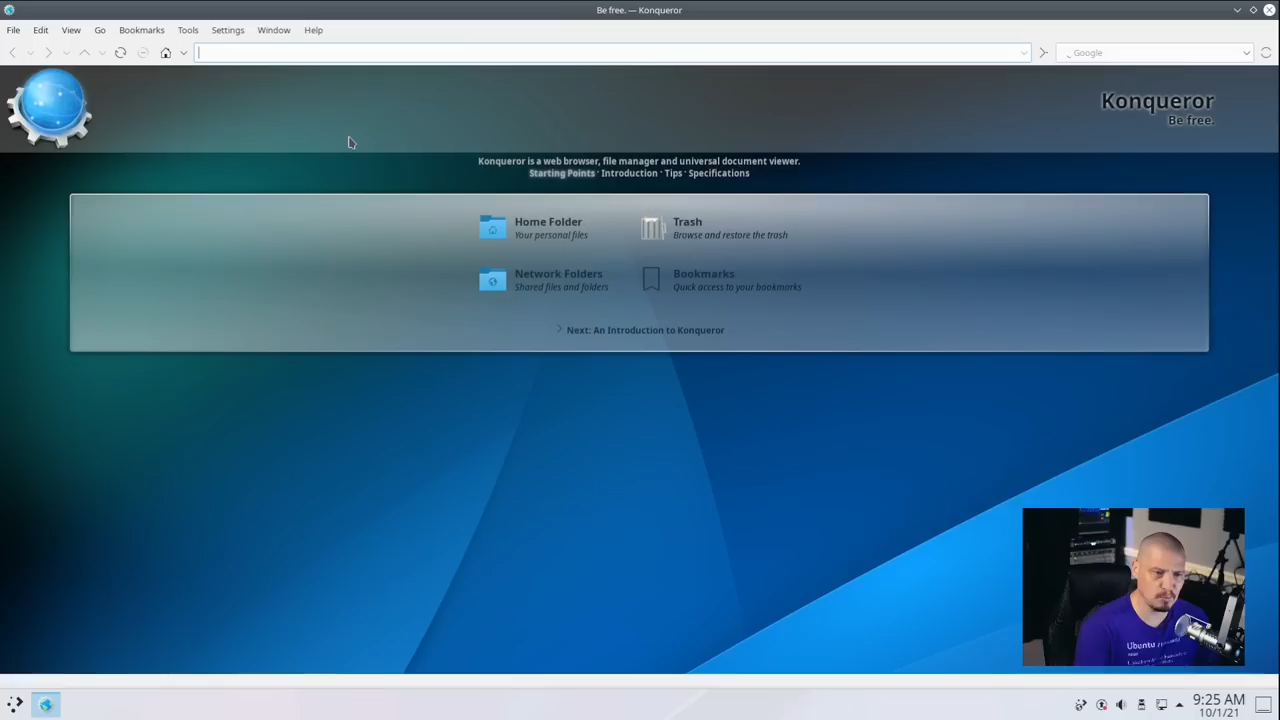 Be free. — Konqueror
File Edit View Go Bookmarks Tools Settings Window Help
Google
Konqueror
Be free.
Konqueror is a web browser, file manager and universal document viewer.
Starting Points · Introduction · Tips · Specifications
Home Folder
Your personal files
Trash
Browse and restore the trash
Network Folders
Shared files and folders
Bookmarks
Quick access to your bookmarks
Next: An Introduction to Konqueror
Ubuntu
9:25 AM
10/1/21